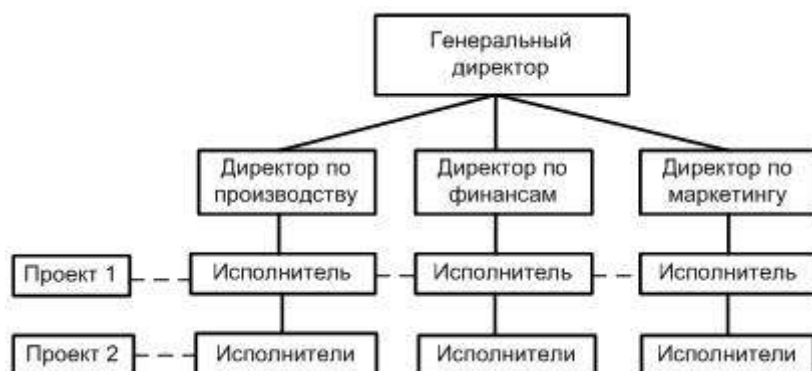 Генеральный
директор
Директор по
производству
Директор по
финансам
Директор по
маркетингу
Проект 1
Исполнитель
Исполнитель
Исполнитель
Проект 2
Исполнители
Исполнители
Исполнители